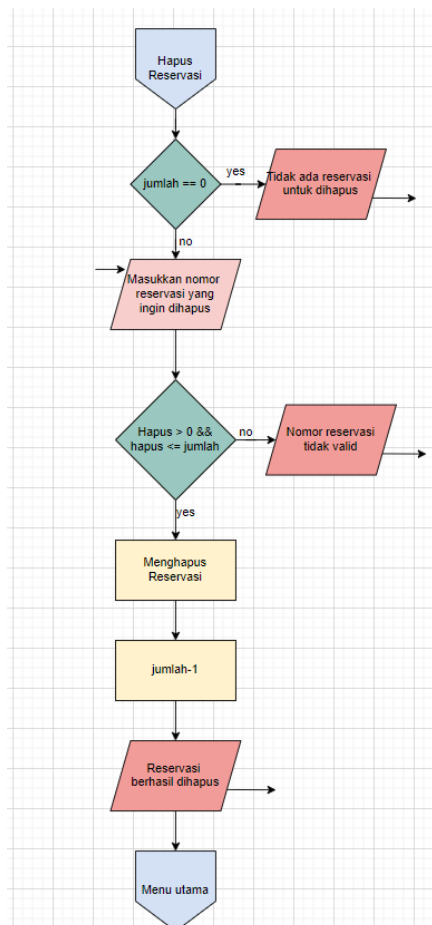 Hapus
Reservasi
jumlah == 0
yes
Tidak ada reservasi
untuk dihapus
no
Masukkan nomor
reservasi yang
ingin dihapus
Hapus > 0 &&
hapus <= jumlah
no
Nomor reservasi
tidak valid
yes
Menghapus
Reservasi
jumlah-1
Reservasi
berhasil dihapus
Menu utama